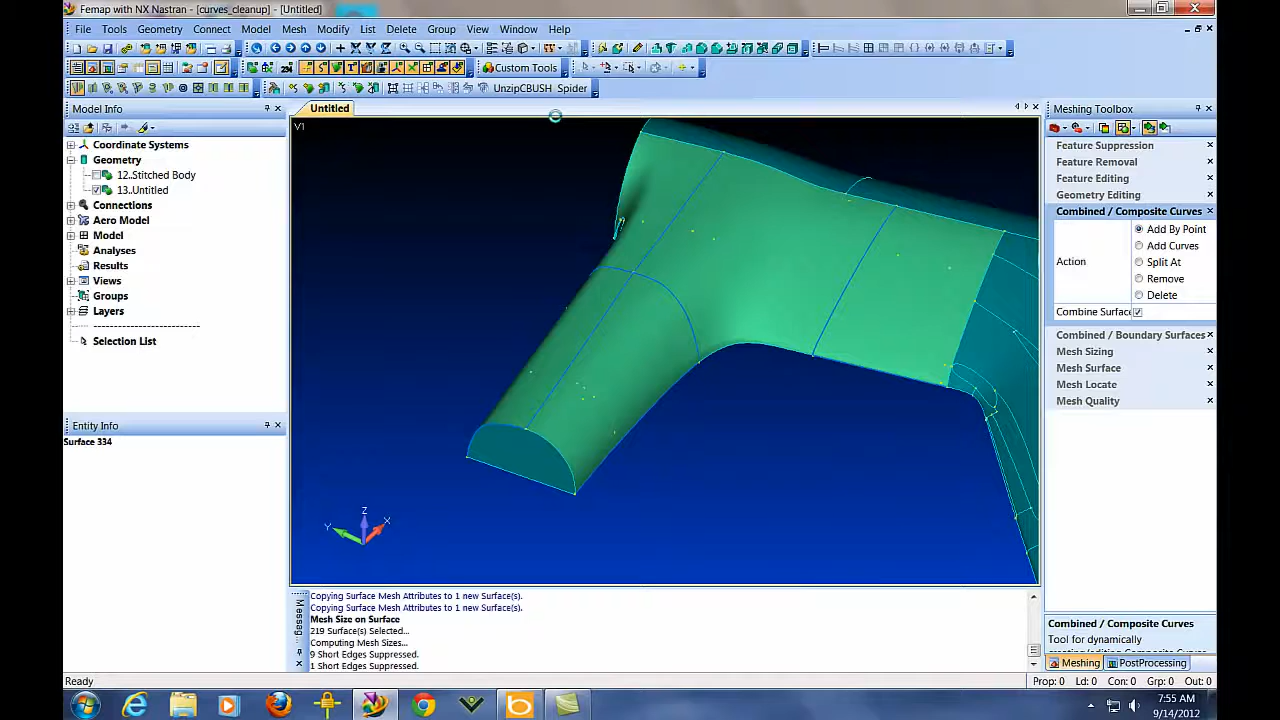 Femap with NX Nastran - [curves_cleanup] - [Untitled]
File Tools Geometry Connect Model Mesh Modify List Delete Group View Window Help
Custom Tools
UnzipCBUSH Spider
Model Info
Coordinate Systems
Geometry
12..Stitched Body
13..Untitled
Connections
Aero Model
Model
Analyses
Results
Views
Groups
Layers
Selection List
Entity Info
Surface 334
Untitled
V1
Z
Y
X
Messag
Copying Surface Mesh Attributes to 1 new Surface(s).
Copying Surface Mesh Attributes to 1 new Surface(s).
Mesh Size on Surface
219 Surface(s) Selected...
Computing Mesh Sizes...
9 Short Edges Suppressed.
1 Short Edges Suppressed.
Meshing Toolbox
Feature Suppression
Feature Removal
Feature Editing
Geometry Editing
Combined / Composite Curves
Action
Add By Point
Add Curves
Split At
Remove
Delete
Combine Surfac
Combined / Boundary Surfaces
Mesh Sizing
Mesh Surface
Mesh Locate
Mesh Quality
Combined / Composite Curves
Tool for dynamically
Meshing PostProcessing
Ready
Prop: 0 Ld: 0 Con: 0 Grp: 0 Out: 0
7:55 AM
9/14/2012